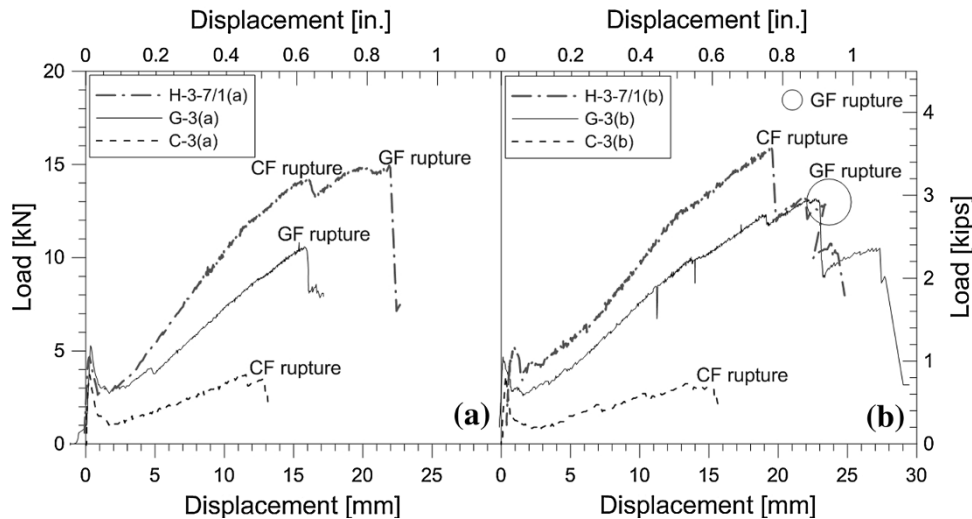 Displacement [in.]
0 0.2 0.4 0.6 0.8 1
Displacement [in.]
0 0.2 0.4 0.6 0.8 1
Load [kN]
20
15
10
5
0
H-3-7/1(a)
G-3(a)
C-3(a)
CF rupture
GF rupture
GF rupture
CF rupture
(a)
0 5 10 15 20 25
Displacement [mm]
H-3-7/1(b)
G-3(b)
C-3(b)
GF rupture
CF rupture
GF rupture
CF rupture
(b)
4
3
2
1
0
Load [kips]
0 5 10 15 20 25 30
Displacement [mm]